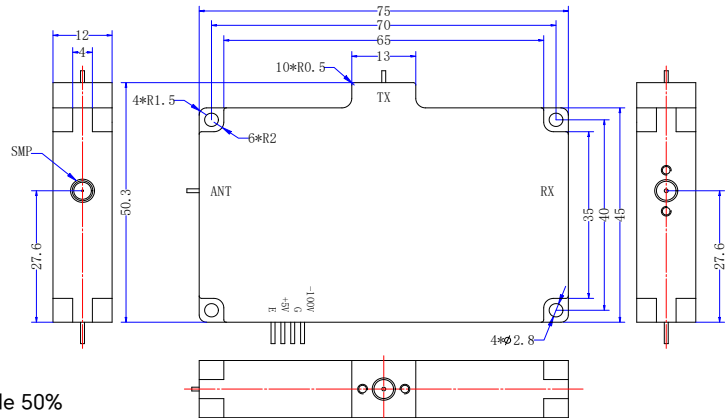 75
70
65
13
12
4
10*R0.5
TX
4*R1.5
6*R2
SMP
ANT
RX
50.3
27.6
35
40
45
27.6
E
+5V
G
-100V
4*ϕ2.8
le 50%